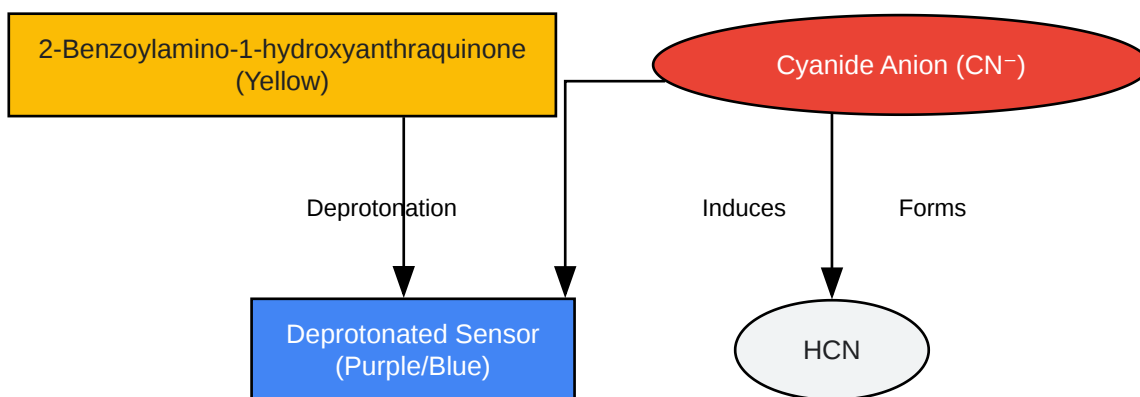 2-Benzoylamino-1-hydroxyanthraquinone
(Yellow)
Cyanide Anion (CN⁻)
Deprotonation
Induces
Forms
Deprotonated Sensor
(Purple/Blue)
HCN